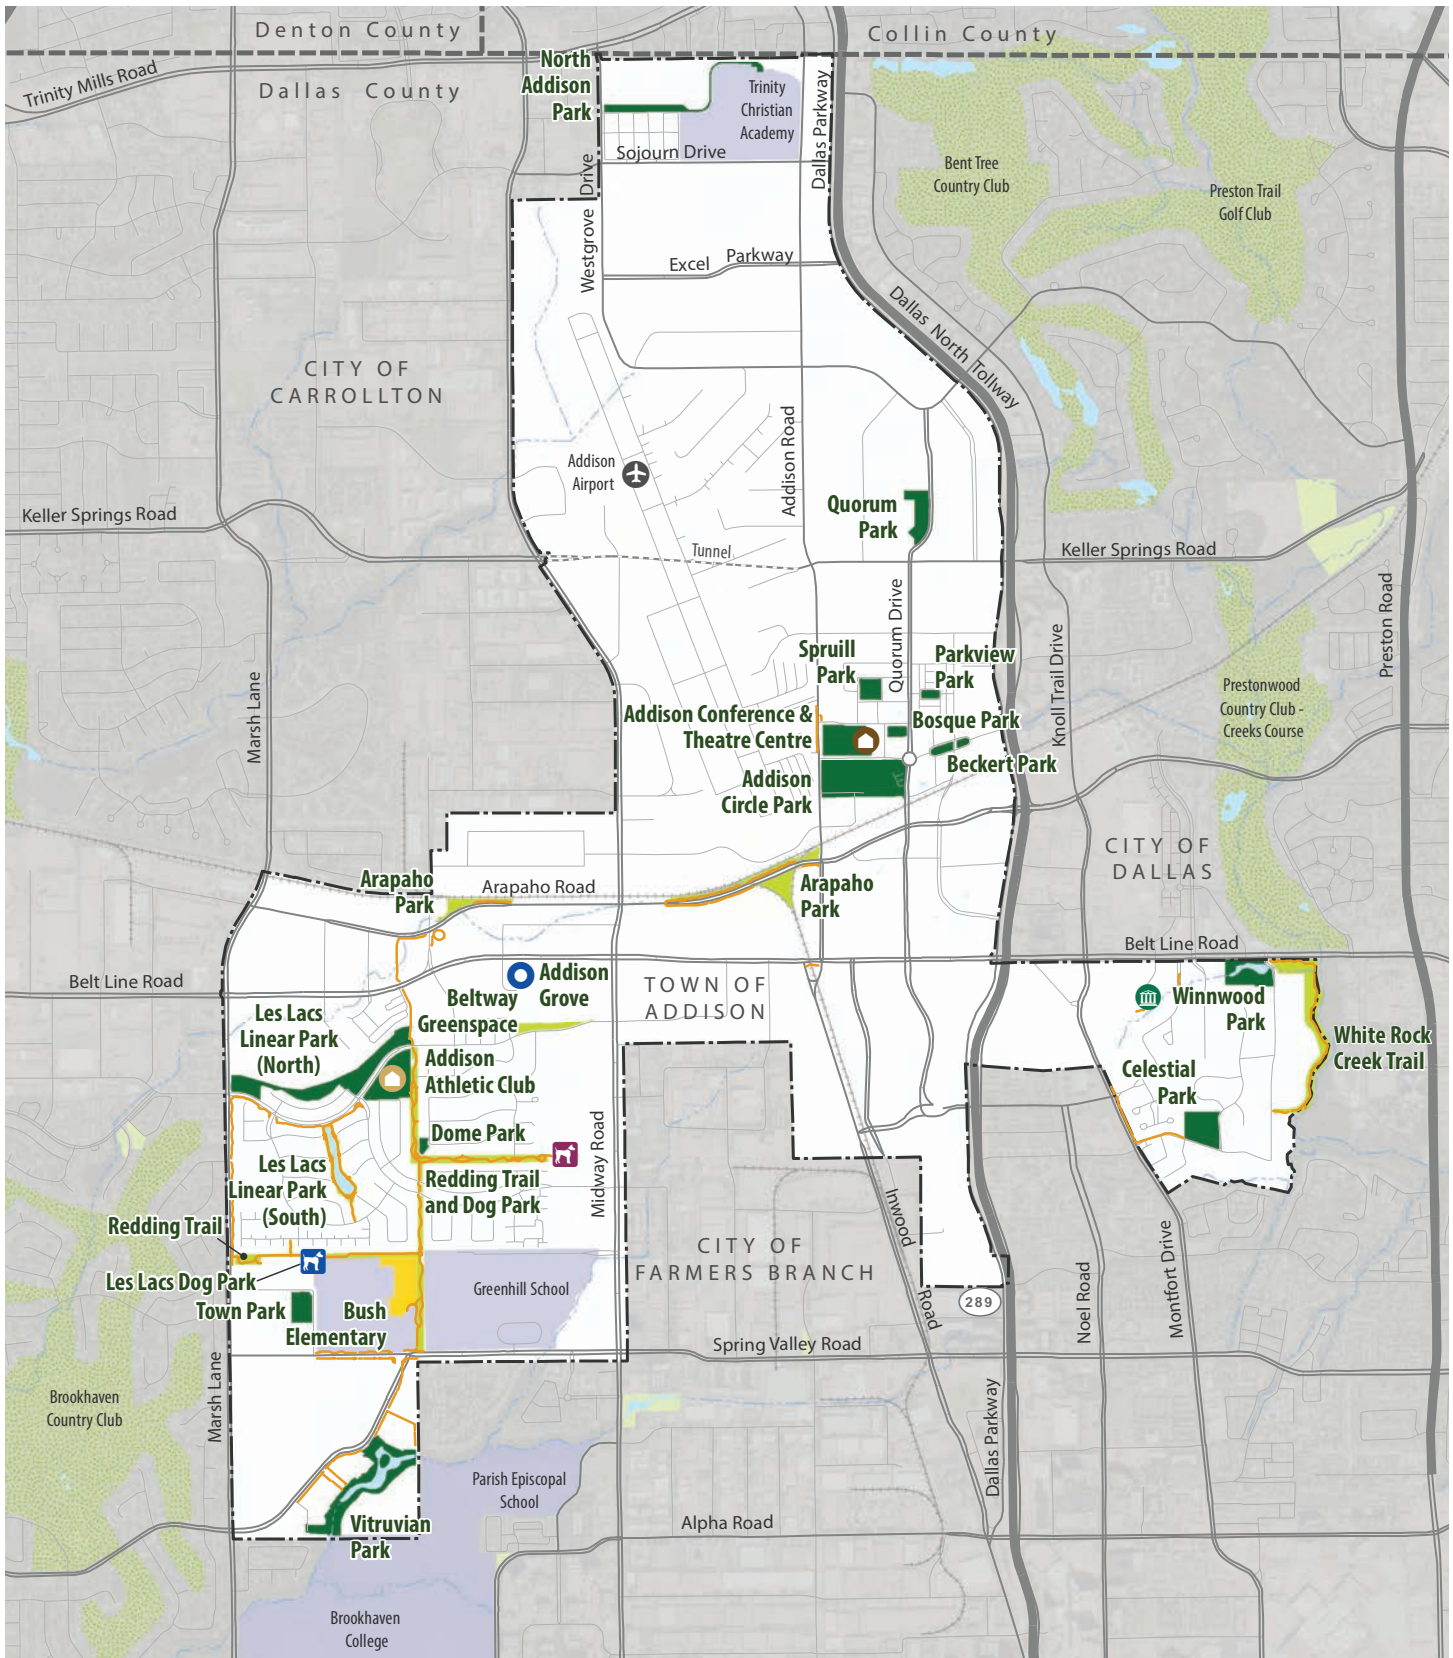 Denton County
Collin County
Trinity Mills Road
Dallas County
North
Addison
Park
Trinity
Christian
Academy
Dallas Parkway
Sojourn Drive
Westgrove Drive
Bent Tree
Country Club
Preston Trail
Golf Club
Excel Parkway
Dallas North Tollway
CITY OF
CARROLLTON
Addison
Airport
Addison Road
Quorum
Park
Keller Springs Road
Tunnel
Keller Springs Road
Preston Road
Quorum Drive
Knoll Trail Drive
Marsh Lane
Spruill
Park
Parkview
Park
Prestonwood
Country Club -
Creeks Course
Addison Conference &
Theatre Centre
Bosque Park
Beckert Park
Addison
Circle Park
CITY OF
DALLAS
Arapaho
Park
Arapaho Road
Arapaho
Park
Belt Line Road
Belt Line Road
Addison
Grove
TOWN OF
ADDISON
Beltway
Greenspace
Winnwood
Park
Les Lacs
Linear Park
(North)
White Rock
Creek Trail
Addison
Athletic Club
Celestial
Park
Dome Park
Midway Road
Les Lacs
Linear Park
(South)
Redding Trail
and Dog Park
Redding Trail
Inwood Road
Montfort Drive
CITY OF
FARMERS BRANCH
Les Lacs Dog Park
Greenhill School
Noel Road
289
Town Park
Bush
Elementary
Spring Valley Road
Marsh Lane
Brookhaven
Country Club
Dallas Parkway
Parish Episcopal
School
Vitruvian
Park
Alpha Road
Brookhaven
College